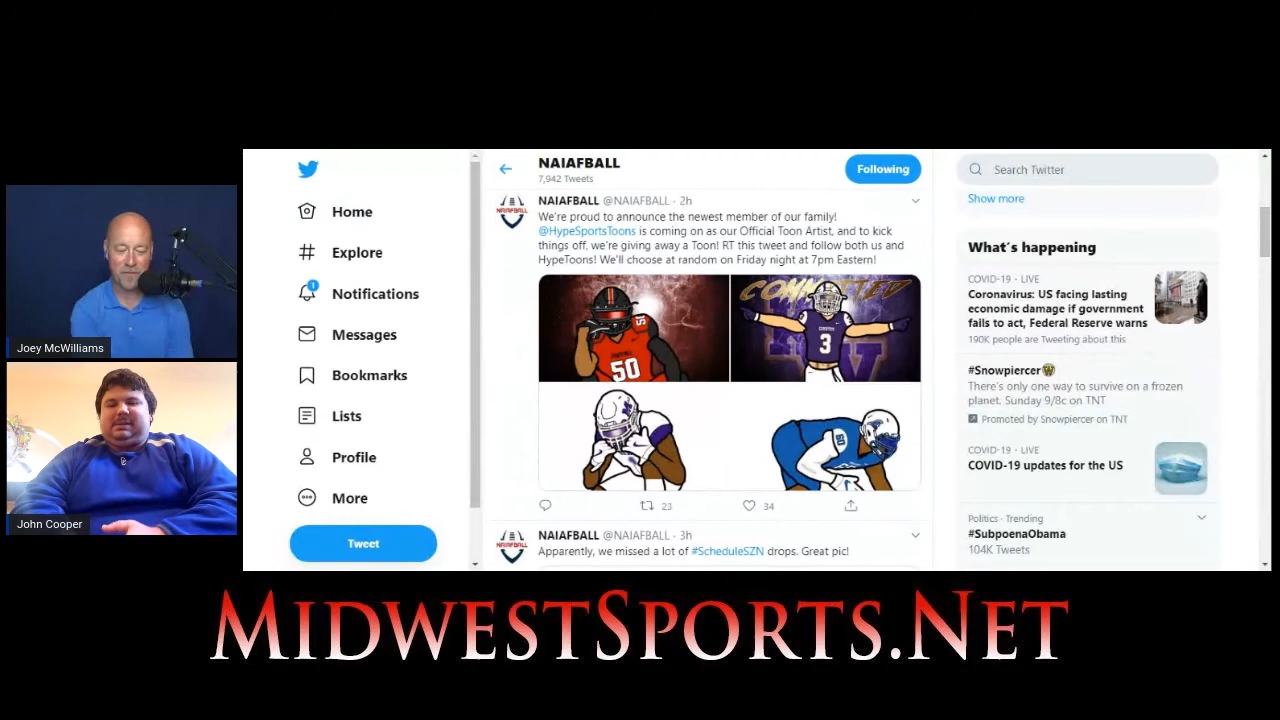 Joey McWilliams
John Cooper
Home
Explore
1
Notifications
Messages
Bookmarks
Lists
Profile
More
Tweet
NAIAFBALL
7,942 Tweets
Following
NAIAFBALL @NAIAFBALL · 2h
We're proud to announce the newest member of our family!
@HypeSportsToons is coming on as our Official Toon Artist, and to kick
things off, we're giving away a Toon! RT this tweet and follow both us and
HypeToons! We'll choose at random on Friday night at 7pm Eastern!
COMMITTED
50
3
23
34
NAIAFBALL @NAIAFBALL · 3h
Apparently, we missed a lot of #ScheduleSZN drops. Great pic!
Search Twitter
Show more
What's happening
COVID-19 · LIVE
Coronavirus: US facing lasting
economic damage if government
fails to act, Federal Reserve warns
190K people are Tweeting about this
#Snowpiercer
There's only one way to survive on a frozen
planet. Sunday 9/8c on TNT
Promoted by Snowpiercer on TNT
COVID-19 · LIVE
COVID-19 updates for the US
Politics · Trending
#SubpoenaObama
104K Tweets
MIDWESTSPORTS.NET